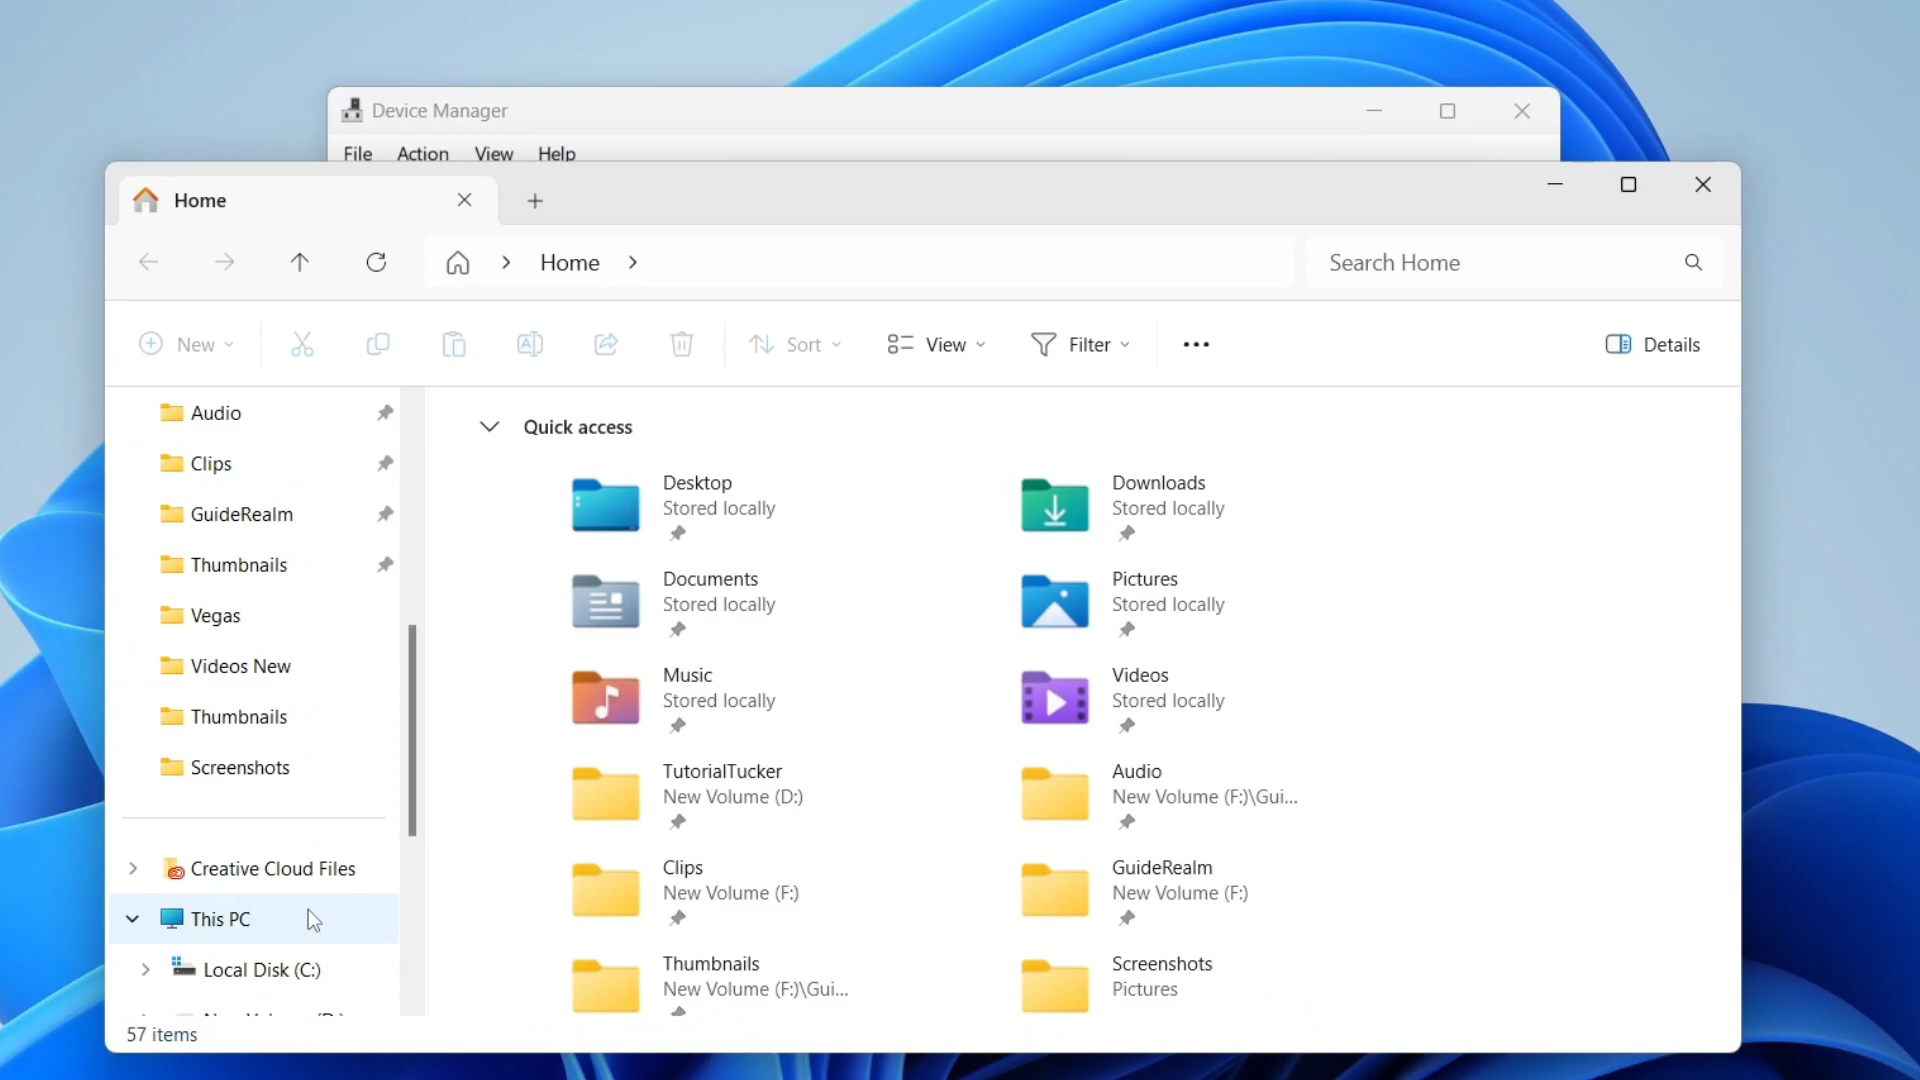 Device Manager
File Action View Help
Home
Home
Search Home
New
Sort
View
Filter
Details
Audio
Clips
GuideRealm
Thumbnails
Vegas
Videos New
Thumbnails
Screenshots
Creative Cloud Files
This PC
Local Disk (C:)
57 items
Quick access
Desktop
Stored locally
Downloads
Stored locally
Documents
Stored locally
Pictures
Stored locally
Music
Stored locally
Videos
Stored locally
TutorialTucker
New Volume (D:)
Audio
New Volume (F:)\Gui...
Clips
New Volume (F:)
GuideRealm
New Volume (F:)
Thumbnails
New Volume (F:)\Gui...
Screenshots
Pictures